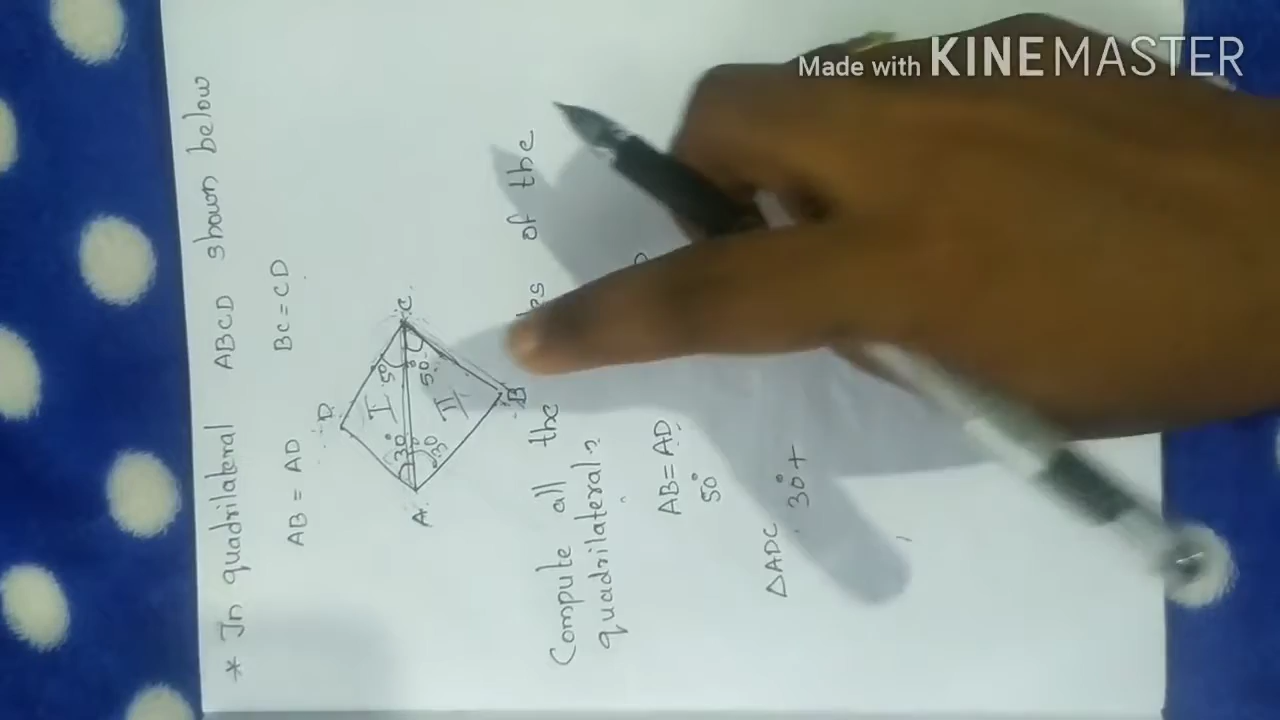 Made with KINEMASTER
* In quadrilateral ABCD shown below
AB = AD BC = CD
D
I
50°
C
30°
50°
II
30
A
B
Compute all the of the
quadrilateral?
AB = AD
50°
△ADC 30°+